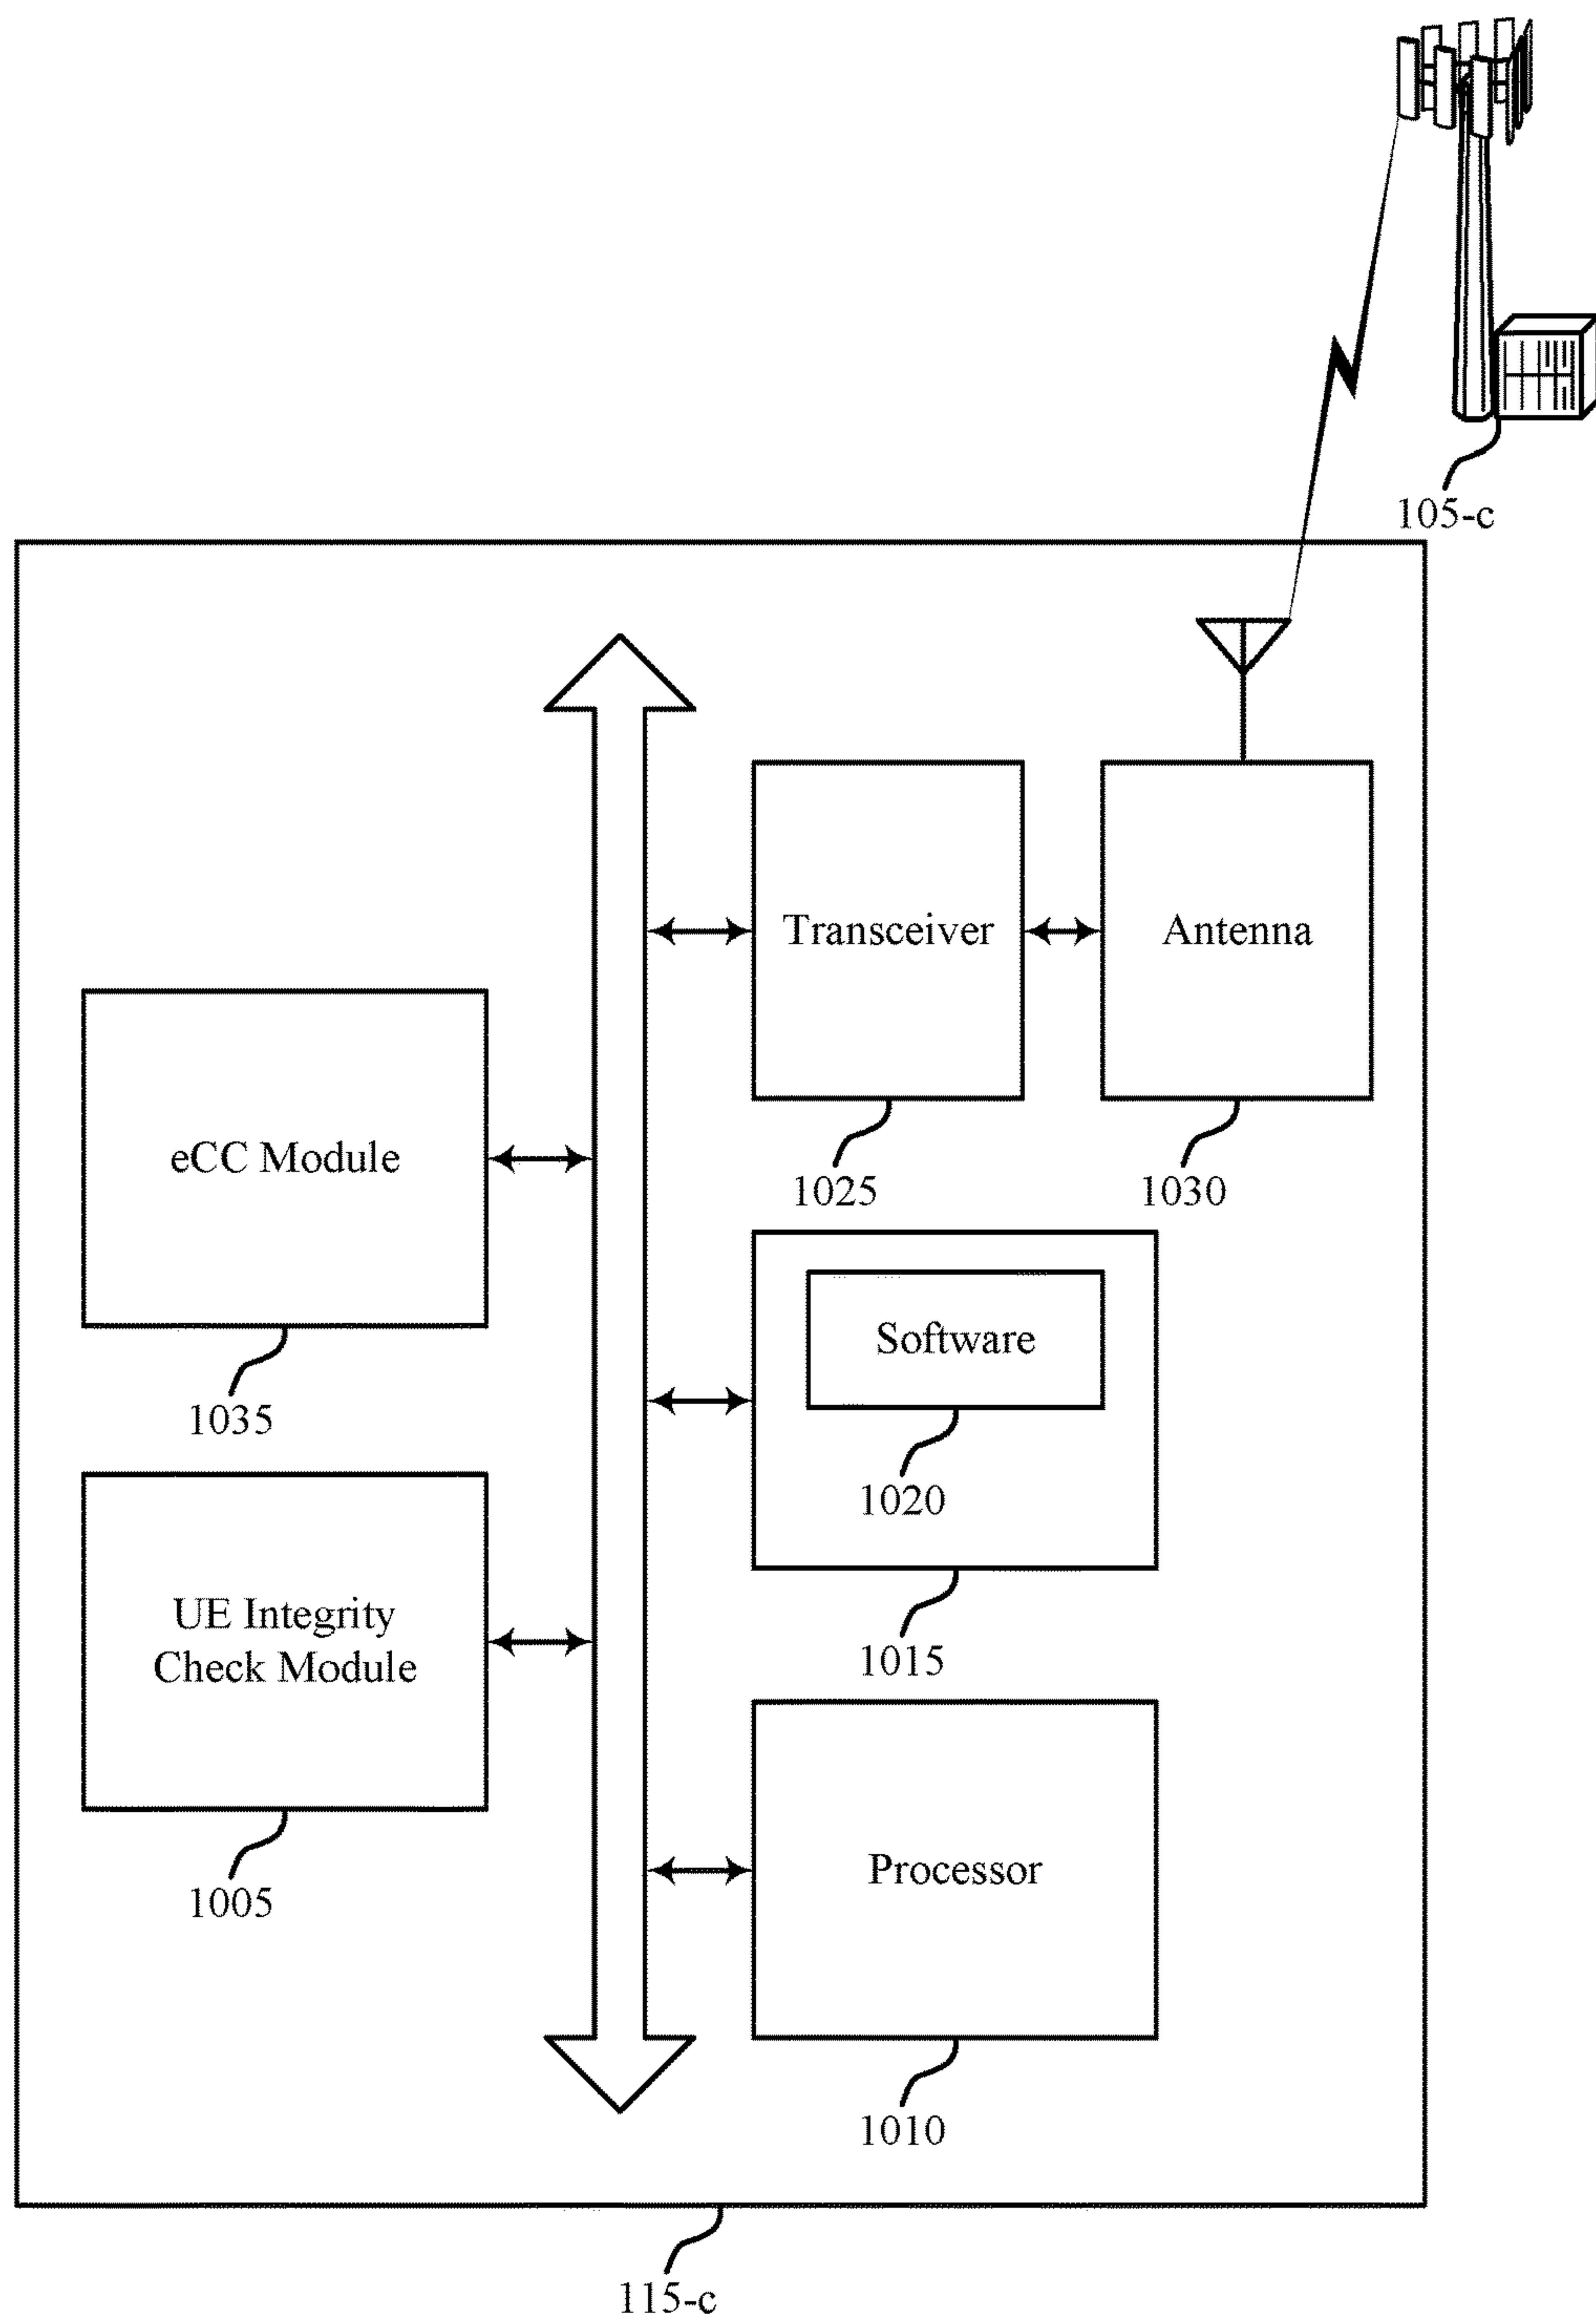 105-c
Transceiver
Antenna
1025
1030
eCC Module
1035
Software
1020
1015
UE Integrity
Check Module
1005
Processor
1010
115-c